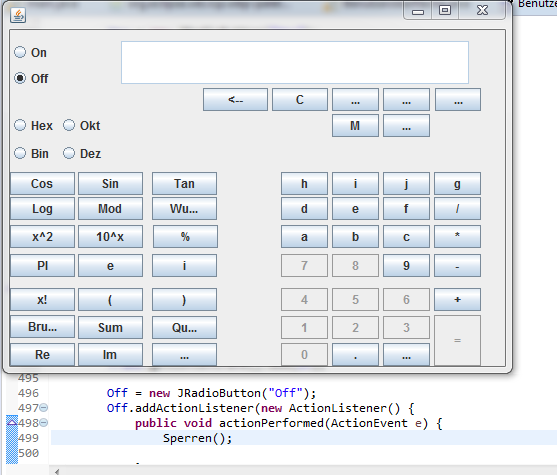 Benutze
On
Off
<-- C ... ... ...
Hex Okt M ...
Bin Dez
Cos Sin Tan h i j g
Log Mod Wu... d e f /
x^2 10^x % a b c *
PI e i 7 8 9 -
x! ( ) 4 5 6 +
Bru... Sum Qu... 1 2 3 =
Re Im ... 0 . ...
495
496 Off = new JRadioButton("Off");
497 Off.addActionListener(new ActionListener() {
498 public void actionPerformed(ActionEvent e) {
499 Sperren();
500